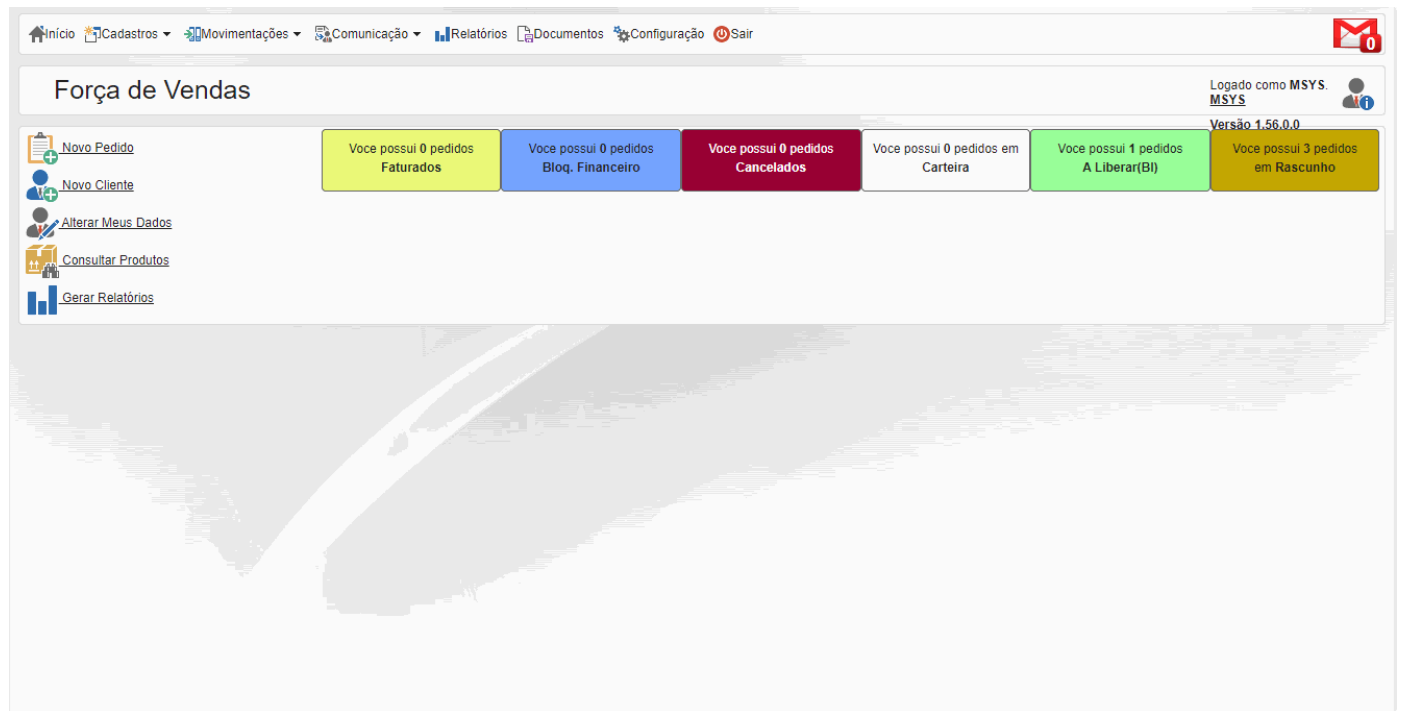 Início Cadastros Movimentações Comunicação Relatórios Documentos Configuração Sair
0
Força de Vendas
Logado como MSYS.
MSYS
Versão 1.56.0.0
Novo Pedido
Novo Cliente
Alterar Meus Dados
Consultar Produtos
Gerar Relatórios
Voce possui 0 pedidos
Faturados
Voce possui 0 pedidos
Bloq. Financeiro
Voce possui 0 pedidos
Cancelados
Voce possui 0 pedidos em
Carteira
Voce possui 1 pedidos
A Liberar(Bl)
Voce possui 3 pedidos
em Rascunho